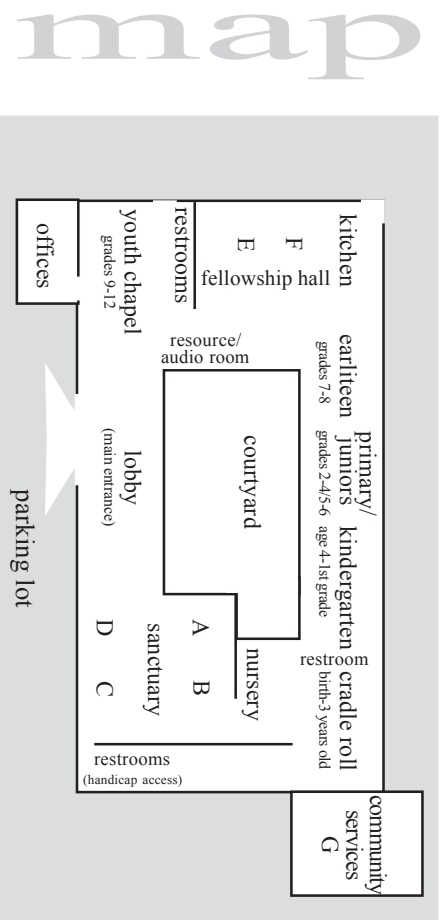 map
offices
youth chapel
grades 9-12
restrooms
E
F
fellowship hall
kitchen
resource/
audio room
earliteen
grades 7-8
primary/
juniors
grades 2-4/5-6
kindergarten
age 4-1st grade
courtyard
lobby
(main entrance)
parking lot
A
B
C
D
sanctuary
nursery
restroom
cradle roll
birth-3 years old
restrooms
(handicap access)
community
services
G